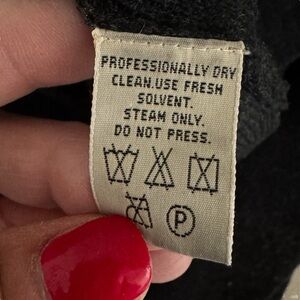 PROFESSIONALLY DRY
CLEAN.USE FRESH
SOLVENT.
STEAM ONLY.
DO NOT PRESS.
P